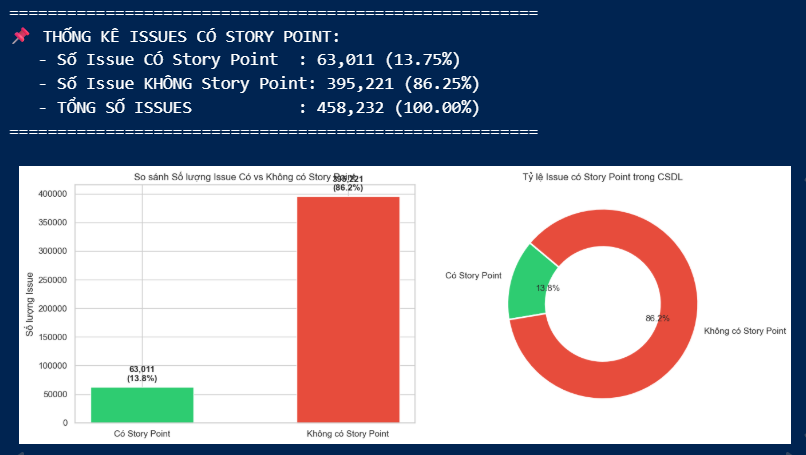 ======================================================
📌 THỐNG KÊ ISSUES CÓ STORY POINT:
- Số Issue CÓ Story Point : 63,011 (13.75%)
- Số Issue KHÔNG Story Point: 395,221 (86.25%)
- TỔNG SỐ ISSUES : 458,232 (100.00%)
======================================================
So sánh Số lượng Issue Có vs Không có Story Point
395,221
(86.2%)
400000
350000
300000
250000
200000
150000
100000
50000
0
Số lượng Issue
63,011
(13.8%)
Có Story Point
Không có Story Point
Tỷ lệ Issue có Story Point trong CSDL
Có Story Point
13.8%
86.2%
Không có Story Point